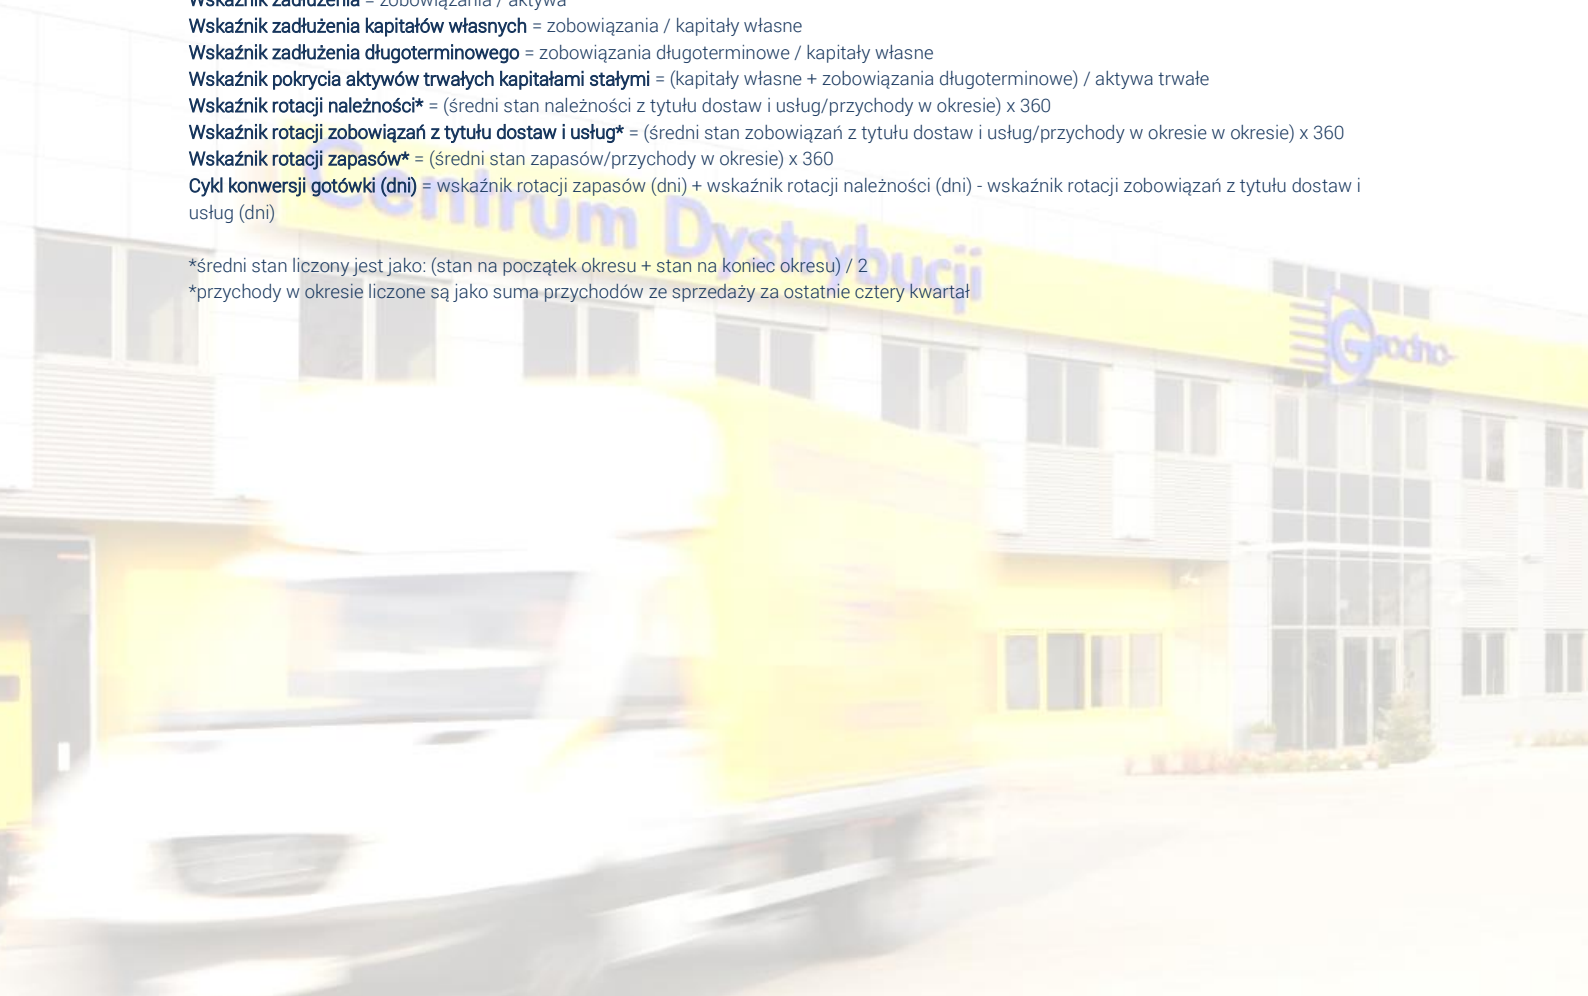 Wskaźnik zadłużenia = zobowiązania / aktywa
Wskaźnik zadłużenia kapitałów własnych = zobowiązania / kapitały własne
Wskaźnik zadłużenia długoterminowego = zobowiązania długoterminowe / kapitały własne
Wskaźnik pokrycia aktywów trwałych kapitałami stałymi = (kapitały własne + zobowiązania długoterminowe) / aktywa trwałe
Wskaźnik rotacji należności* = (średni stan należności z tytułu dostaw i usług/przychody w okresie) x 360
Wskaźnik rotacji zobowiązań z tytułu dostaw i usług* = (średni stan zobowiązań z tytułu dostaw i usług/przychody w okresie w okresie) x 360
Wskaźnik rotacji zapasów* = (średni stan zapasów/przychody w okresie) x 360
Cykl konwersji gotówki (dni) = wskaźnik rotacji zapasów (dni) + wskaźnik rotacji należności (dni) - wskaźnik rotacji zobowiązań z tytułu dostaw i
usług (dni)
*średni stan liczony jest jako: (stan na początek okresu + stan na koniec okresu) / 2
*przychody w okresie liczone są jako suma przychodów ze sprzedaży za ostatnie cztery kwartał
Centrum Dystrybucji
Grodno